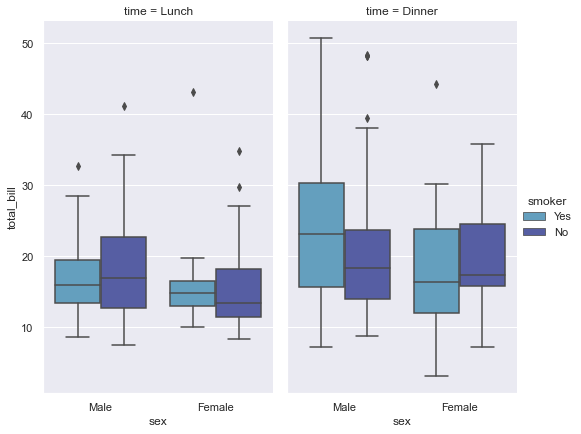 time = Lunch
time = Dinner
total_bill
50
40
30
20
10
Male
Female
sex
Male
Female
sex
smoker
Yes
No